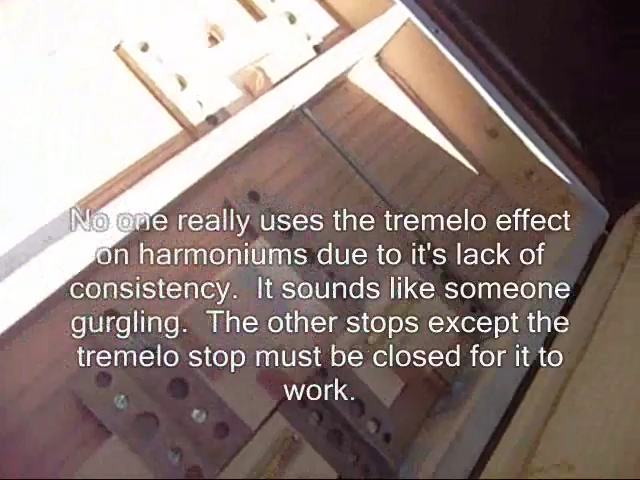 No one really uses the tremelo effect
on harmoniums due to it's lack of
consistency.  It sounds like someone
gurgling.  The other stops except the
tremelo stop must be closed for it to
work.